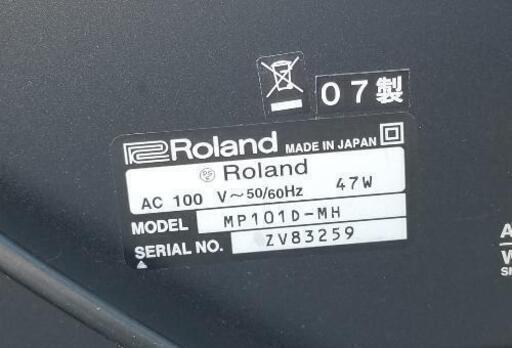 07製
Roland MADE IN JAPAN
PS E Roland
AC 100 V～50/60Hz 47W
MODEL MP101D-MH
SERIAL NO. ZV83259